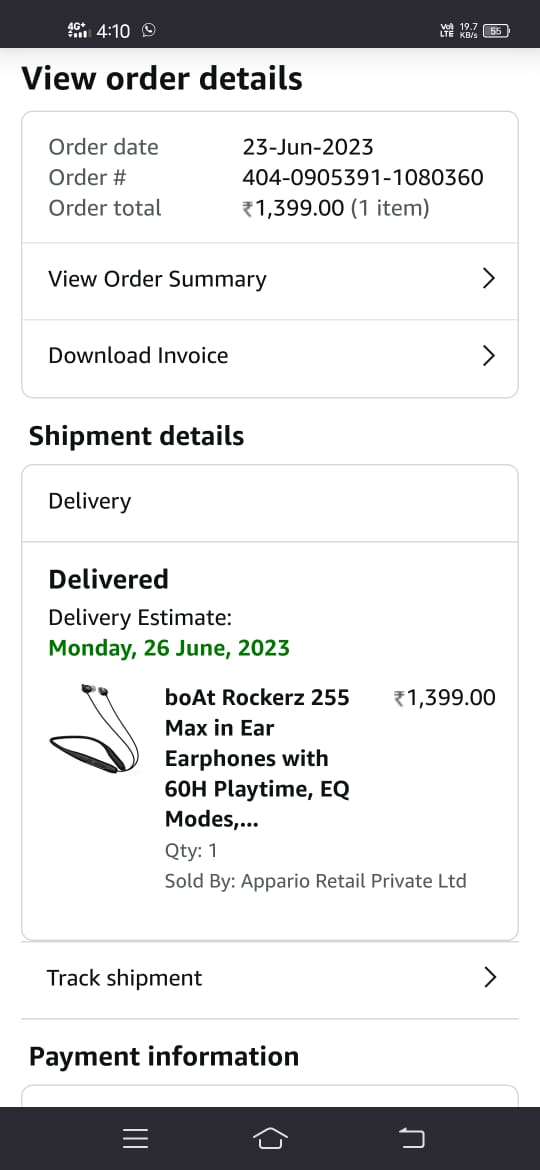 4G+ 4:10 Vo) LTE 19.7 KB/s 55
View order details
Order date 23-Jun-2023
Order # 404-0905391-1080360
Order total ₹1,399.00 (1 item)
View Order Summary
Download Invoice
Shipment details
Delivery
Delivered
Delivery Estimate:
Monday, 26 June, 2023
boAt Rockerz 255 ₹1,399.00
Max in Ear
Earphones with
60H Playtime, EQ
Modes,...
Qty: 1
Sold By: Appario Retail Private Ltd
Track shipment
Payment information